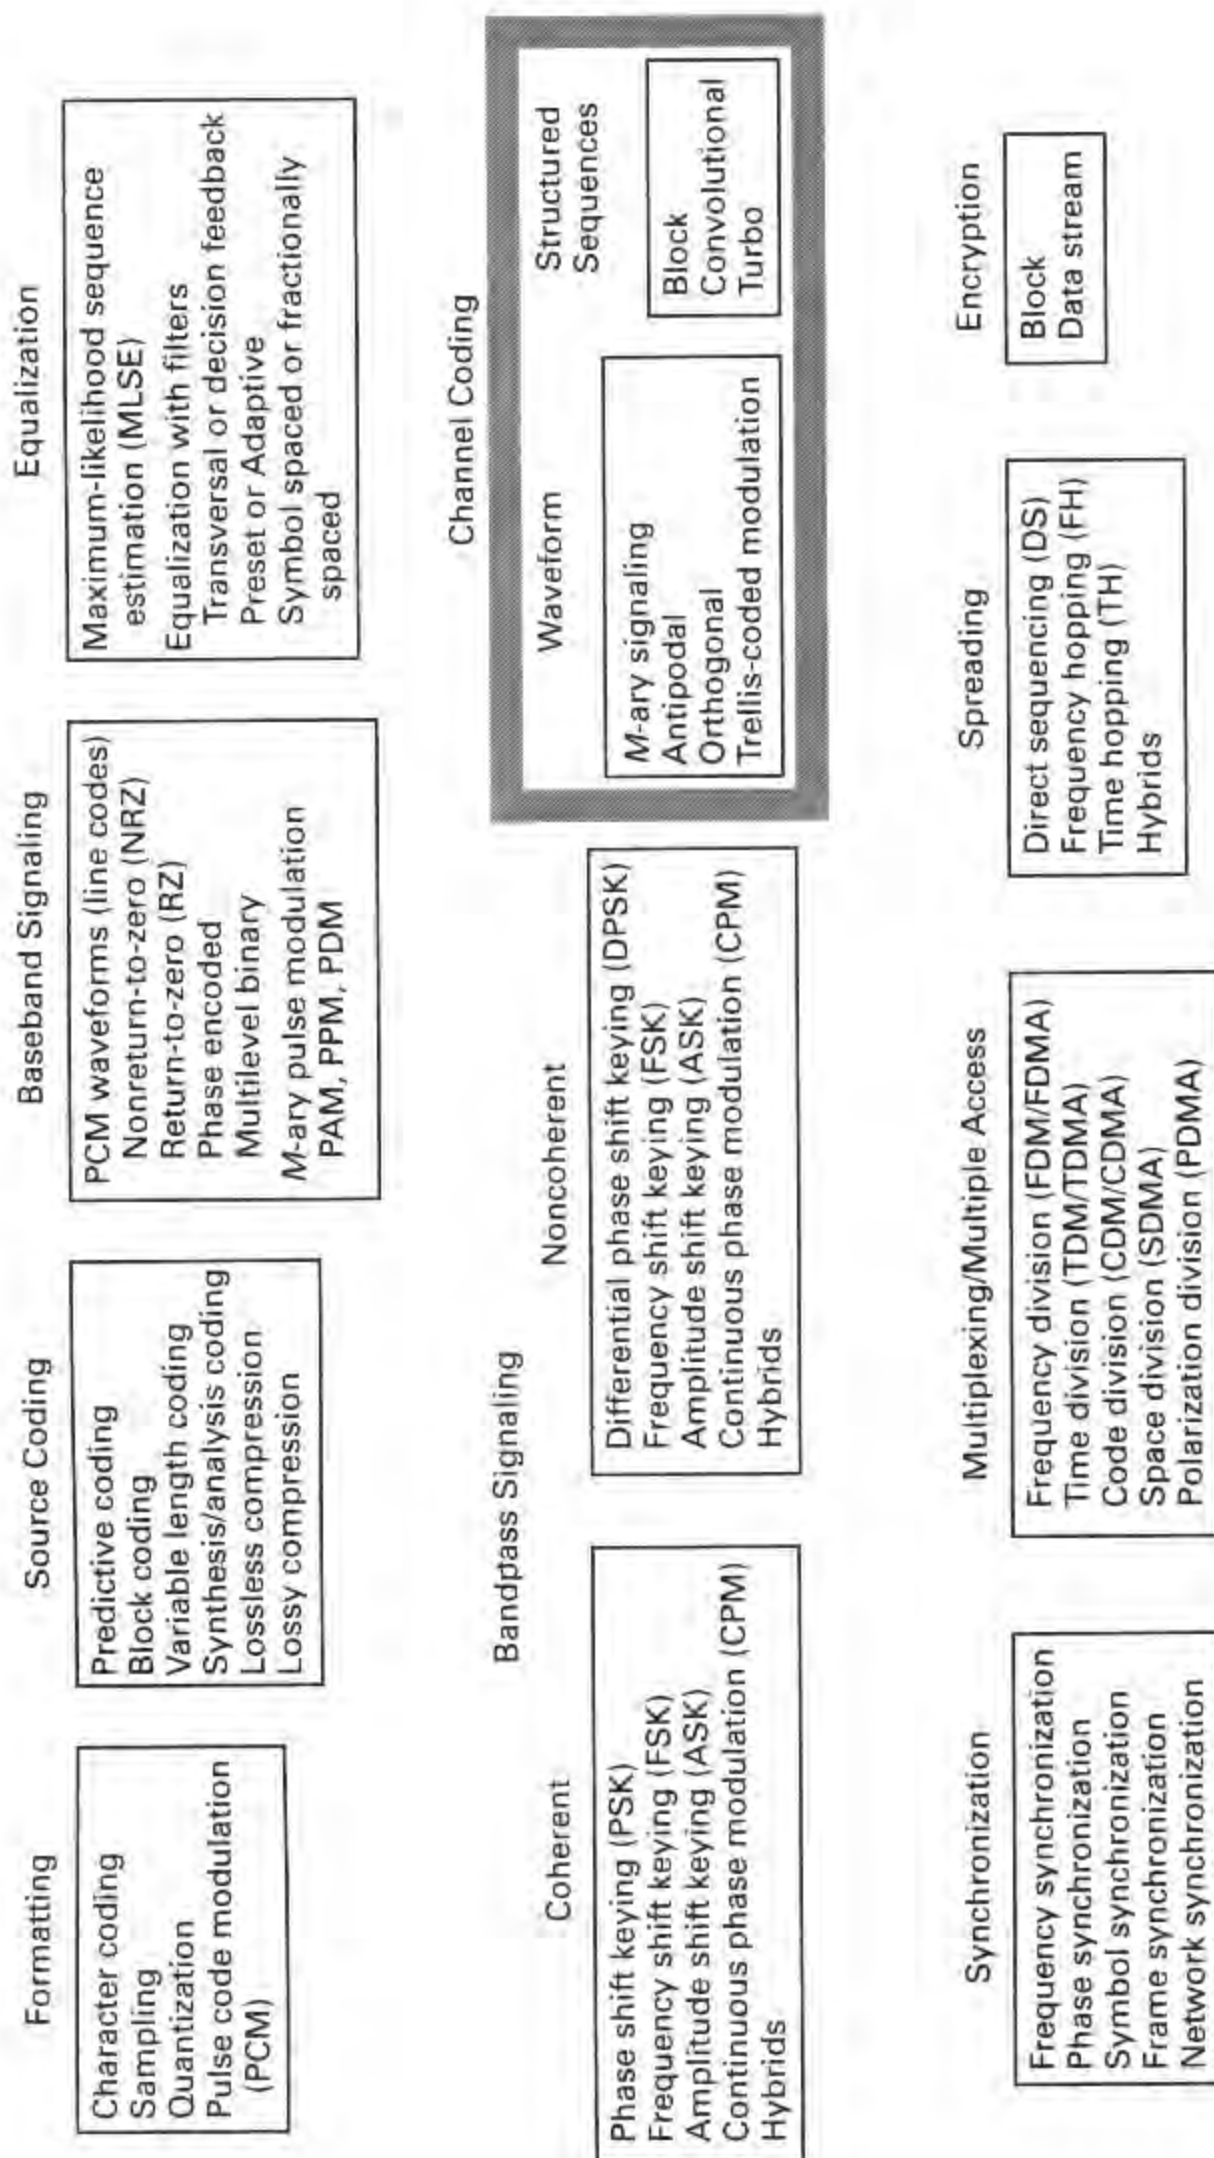 Formatting
Character coding
Sampling
Quantization
Pulse code modulation
(PCM)
Source Coding
Predictive coding
Block coding
Variable length coding
Synthesis/analysis coding
Lossless compression
Lossy compression
Baseband Signaling
PCM waveforms (line codes)
Nonreturn-to-zero (NRZ)
Return-to-zero (RZ)
Phase encoded
Multilevel binary
M-ary pulse modulation
PAM, PPM, PDM
Equalization
Maximum-likelihood sequence
estimation (MLSE)
Equalization with filters
Transversal or decision feedback
Preset or Adaptive
Symbol spaced or fractionally
spaced
Bandpass Signaling
Coherent
Phase shift keying (PSK)
Frequency shift keying (FSK)
Amplitude shift keying (ASK)
Continuous phase modulation (CPM)
Hybrids
Noncoherent
Differential phase shift keying (DPSK)
Frequency shift keying (FSK)
Amplitude shift keying (ASK)
Continuous phase modulation (CPM)
Hybrids
Channel Coding
Waveform
M-ary signaling
Antipodal
Orthogonal
Trellis-coded modulation
Structured
Sequences
Block
Convolutional
Turbo
Synchronization
Frequency synchronization
Phase synchronization
Symbol synchronization
Frame synchronization
Network synchronization
Multiplexing/Multiple Access
Frequency division (FDM/FDMA)
Time division (TDM/TDMA)
Code division (CDM/CDMA)
Space division (SDMA)
Polarization division (PDMA)
Spreading
Direct sequencing (DS)
Frequency hopping (FH)
Time hopping (TH)
Hybrids
Encryption
Block
Data stream